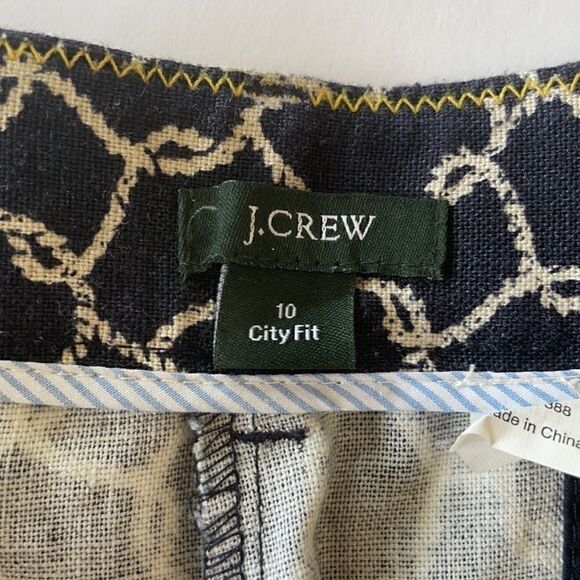 J.CREW
10
City Fit
388
ade in China